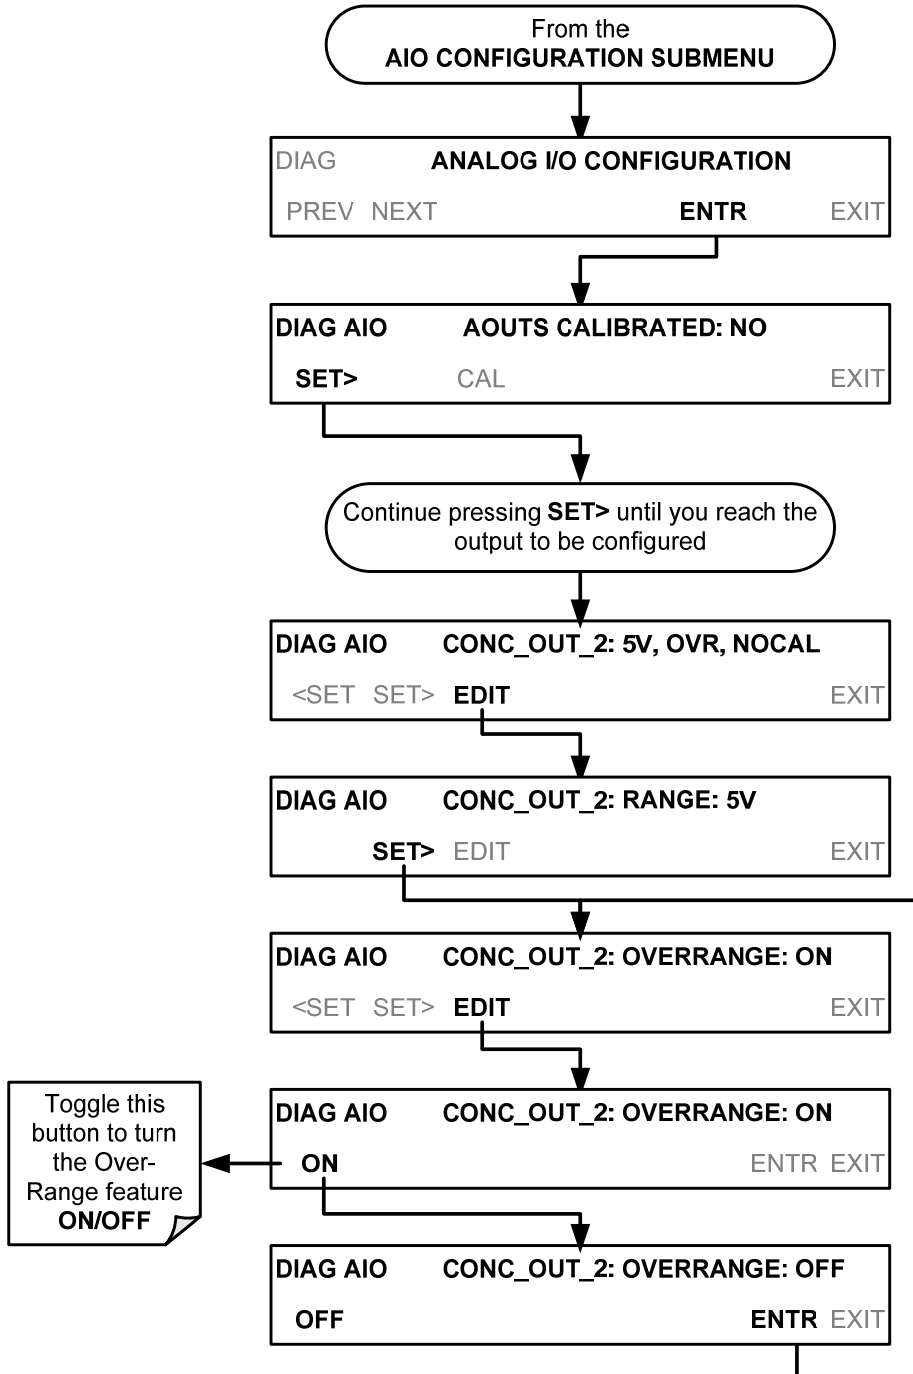 From the
AIO CONFIGURATION SUBMENU
DIAG ANALOG I/O CONFIGURATION
PREV NEXT ENTR EXIT
DIAG AIO AOUTS CALIBRATED: NO
SET> CAL EXIT
Continue pressing SET> until you reach the
output to be configured
DIAG AIO CONC_OUT_2: 5V, OVR, NOCAL
<SET SET> EDIT EXIT
DIAG AIO CONC_OUT_2: RANGE: 5V
SET> EDIT EXIT
DIAG AIO CONC_OUT_2: OVERRANGE: ON
<SET SET> EDIT EXIT
Toggle this
button to turn
the Over-
Range feature
ON/OFF
DIAG AIO CONC_OUT_2: OVERRANGE: ON
ON ENTR EXIT
DIAG AIO CONC_OUT_2: OVERRANGE: OFF
OFF ENTR EXIT